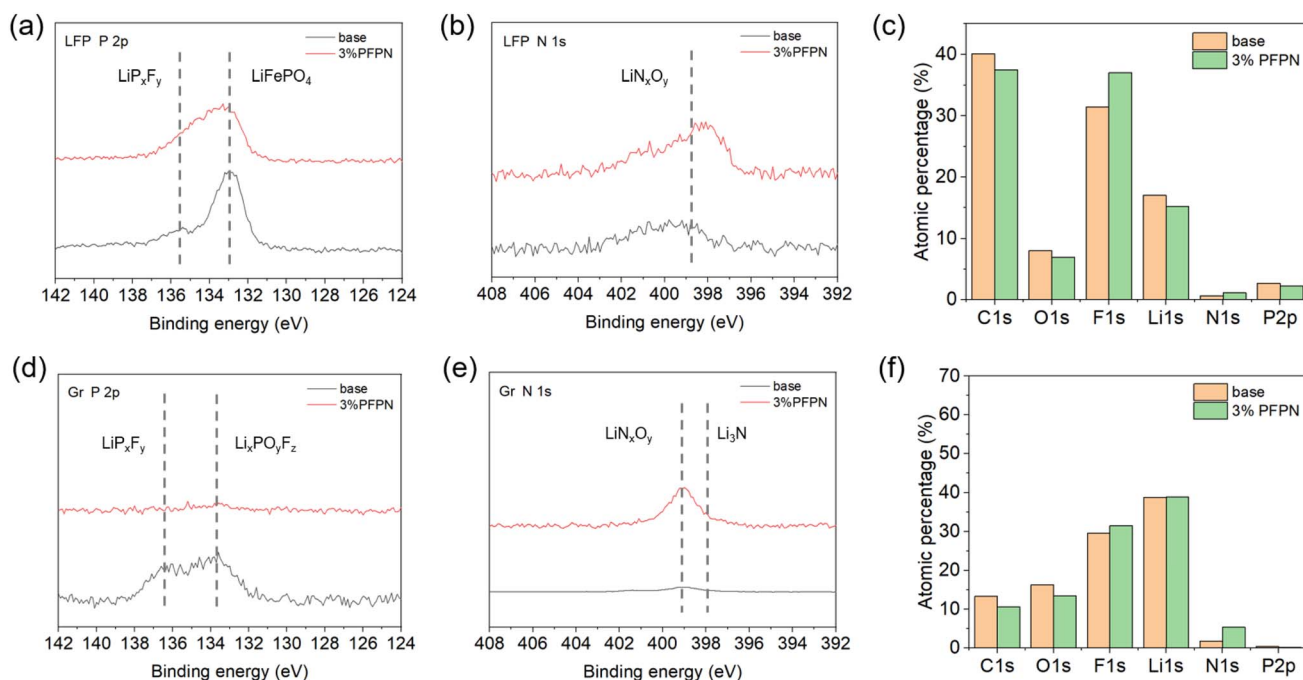 (a)
LFP P 2p
base
3%PFPN
LiPₓFᵧ
LiFePO₄
142 140 138 136 134 132 130 128 126 124
Binding energy (eV)
(b)
LFP N 1s
base
3%PFPN
LiNₓOᵧ
408 406 404 402 400 398 396 394 392
Binding energy (eV)
(c)
base
3% PFPN
Atomic percentage (%)
40
30
20
10
0
C1s O1s F1s Li1s N1s P2p
(d)
Gr P 2p
base
3%PFPN
LiPₓFᵧ
LiₓPOᵧF_z
142 140 138 136 134 132 130 128 126 124
Binding energy (eV)
(e)
Gr N 1s
base
3%PFPN
LiNₓOᵧ
Li₃N
408 406 404 402 400 398 396 394 392
Binding energy (eV)
(f)
base
3% PFPN
Atomic percentage (%)
70
60
50
40
30
20
10
0
C1s O1s F1s Li1s N1s P2p